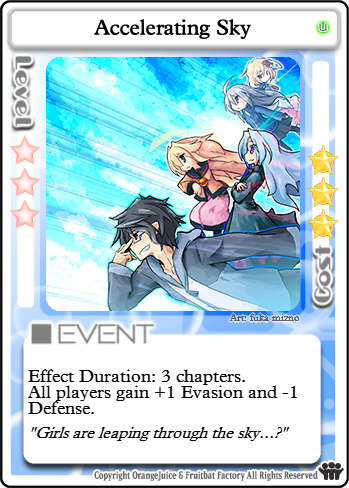 Accelerating Sky
U
Level
Cost
Art: fuka mizno
EVENT
Effect Duration: 3 chapters.
All players gain +1 Evasion and -1
Defense.
"Girls are leaping through the sky...?"
Copyright OrangeJuice & Fruitbat Factory All Rights Reserved